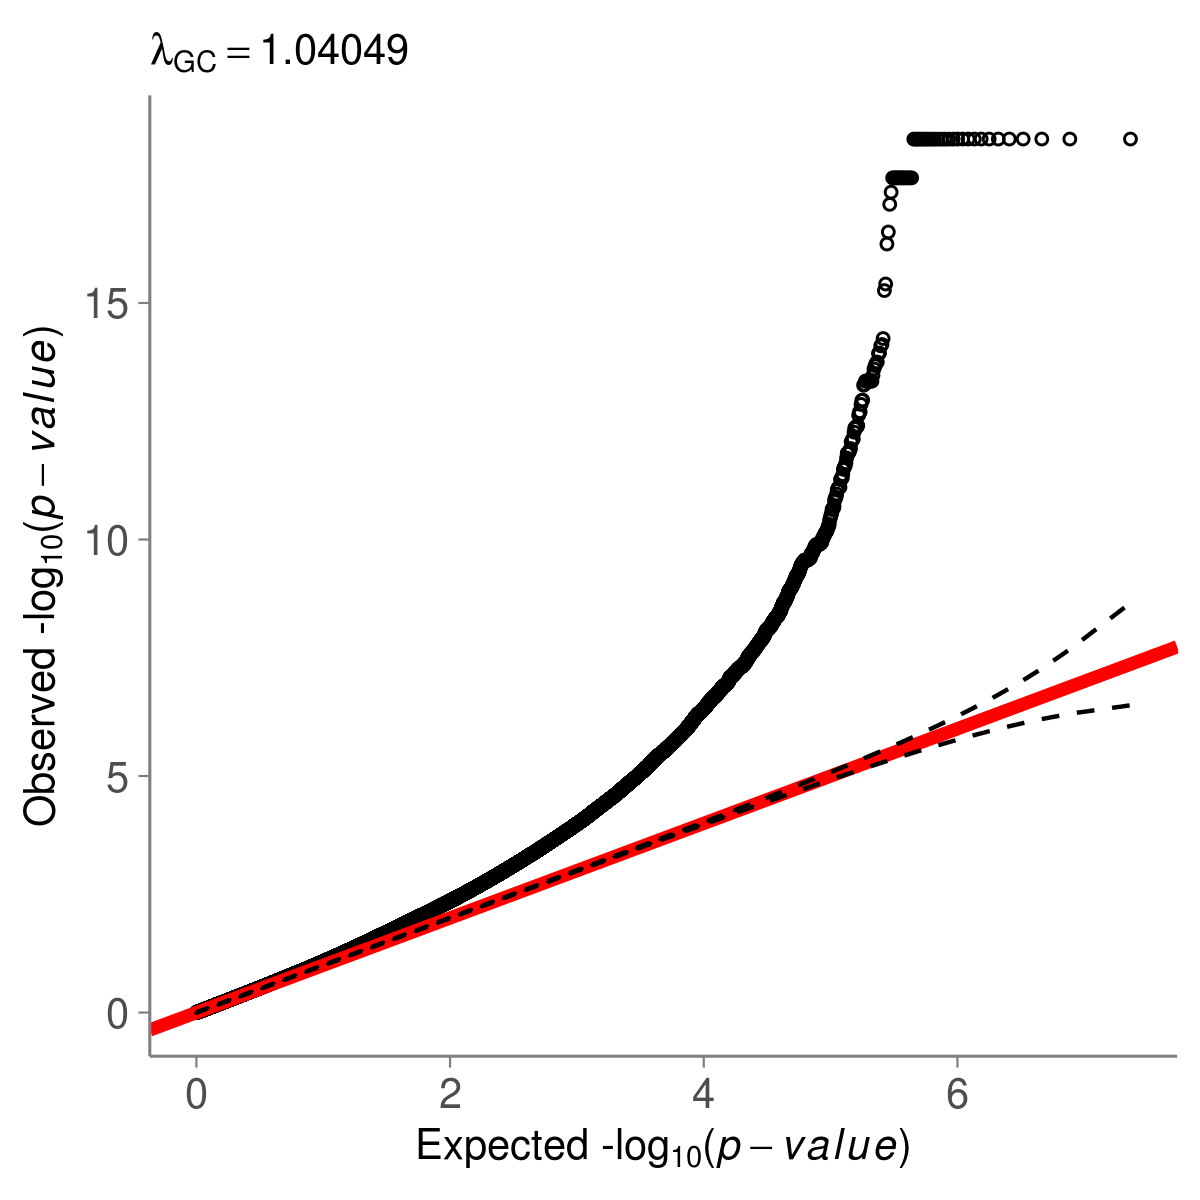 λGC = 1.04049
Observed -log10(p − value)
15
10
5
0
0 2 4 6
Expected -log10(p − value)